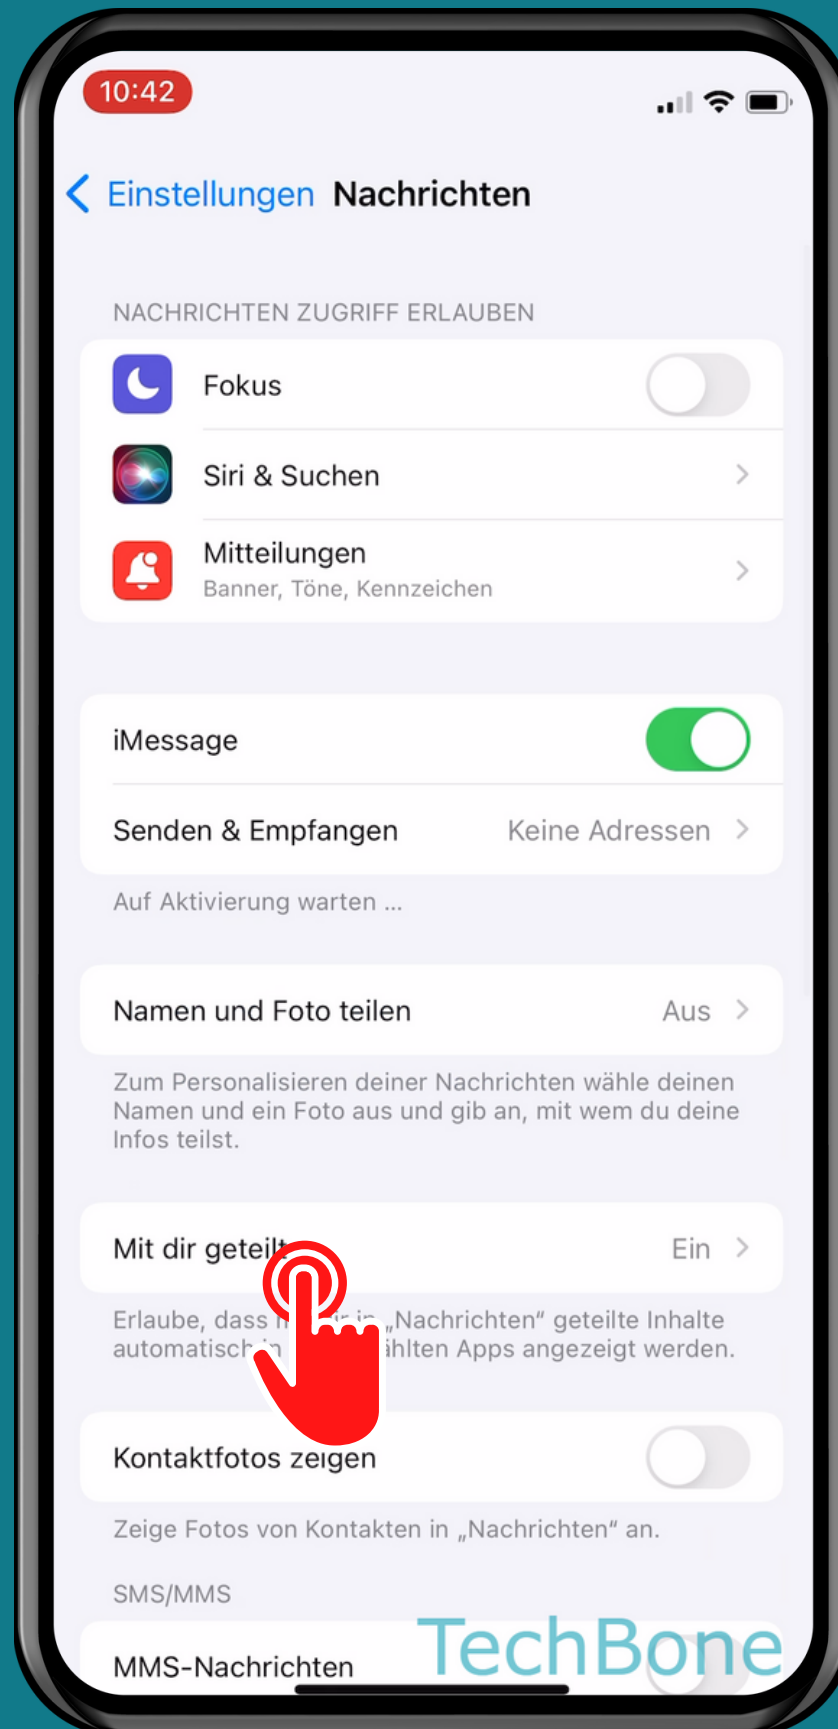 10:42
Einstellungen Nachrichten
NACHRICHTEN ZUGRIFF ERLAUBEN
Fokus
Siri & Suchen
Mitteilungen
Banner, Töne, Kennzeichen
iMessage
Senden & Empfangen Keine Adressen
Auf Aktivierung warten ...
Namen und Foto teilen Aus
Zum Personalisieren deiner Nachrichten wähle deinen
Namen und ein Foto aus und gib an, mit wem du deine
Infos teilst.
Mit dir geteilt Ein
Erlaube, dass in „Nachrichten“ geteilte Inhalte
automatisch in Apps angezeigt werden.
Kontaktfotos zeigen
Zeige Fotos von Kontakten in „Nachrichten“ an.
SMS/MMS
MMS-Nachrichten
TechBone